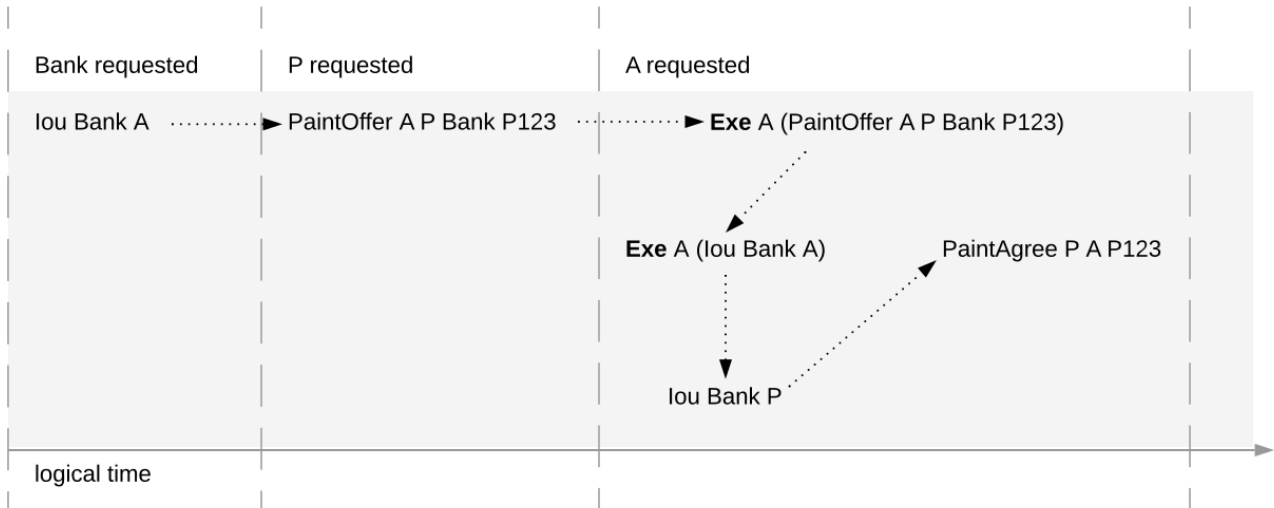 Bank requested
P requested
A requested
Iou Bank A
PaintOffer A P Bank P123
Exe A (PaintOffer A P Bank P123)
Exe A (Iou Bank A)
PaintAgree P A P123
Iou Bank P
logical time